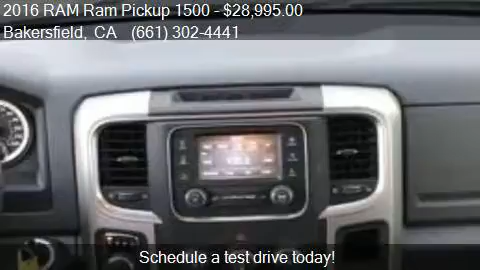 2016 RAM Ram Pickup 1500 - $28,995.00
Bakersfield, CA (661) 302-4441
Schedule a test drive today!